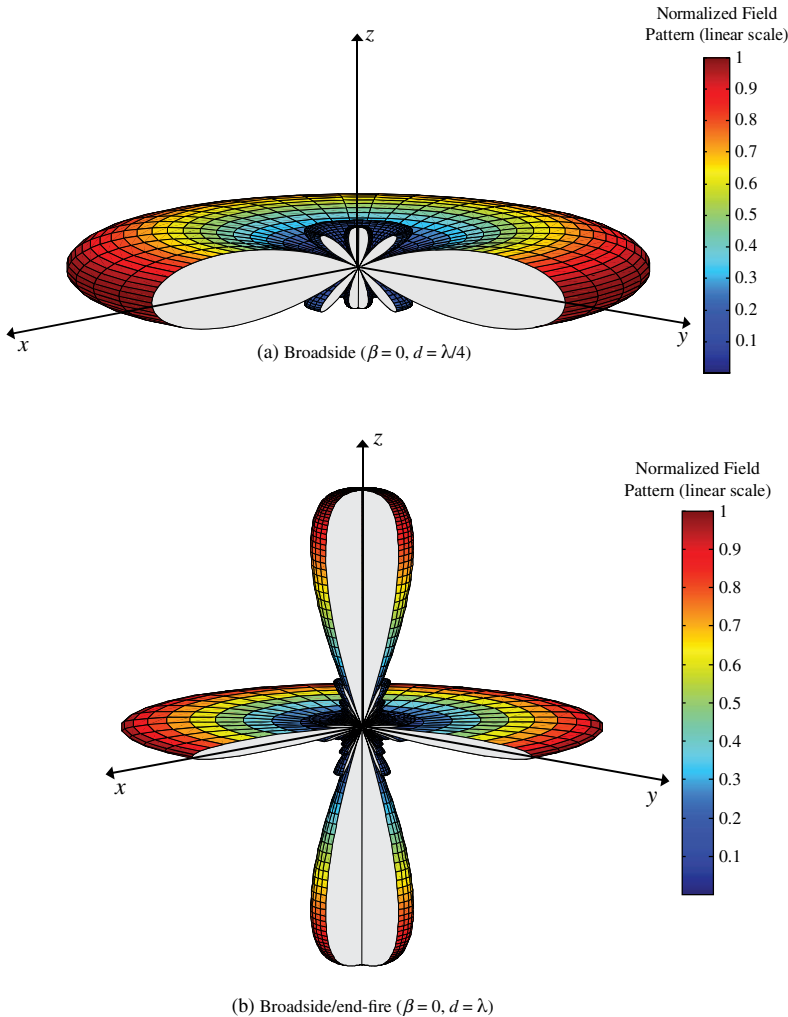 Normalized Field
Pattern (linear scale)
z
1
0.9
0.8
0.7
0.6
0.5
0.4
0.3
0.2
0.1
x
y
(a) Broadside (β = 0, d = λ/4)
z
Normalized Field
Pattern (linear scale)
1
0.9
0.8
0.7
0.6
0.5
0.4
0.3
0.2
0.1
x
y
(b) Broadside/end-fire (β = 0, d = λ)